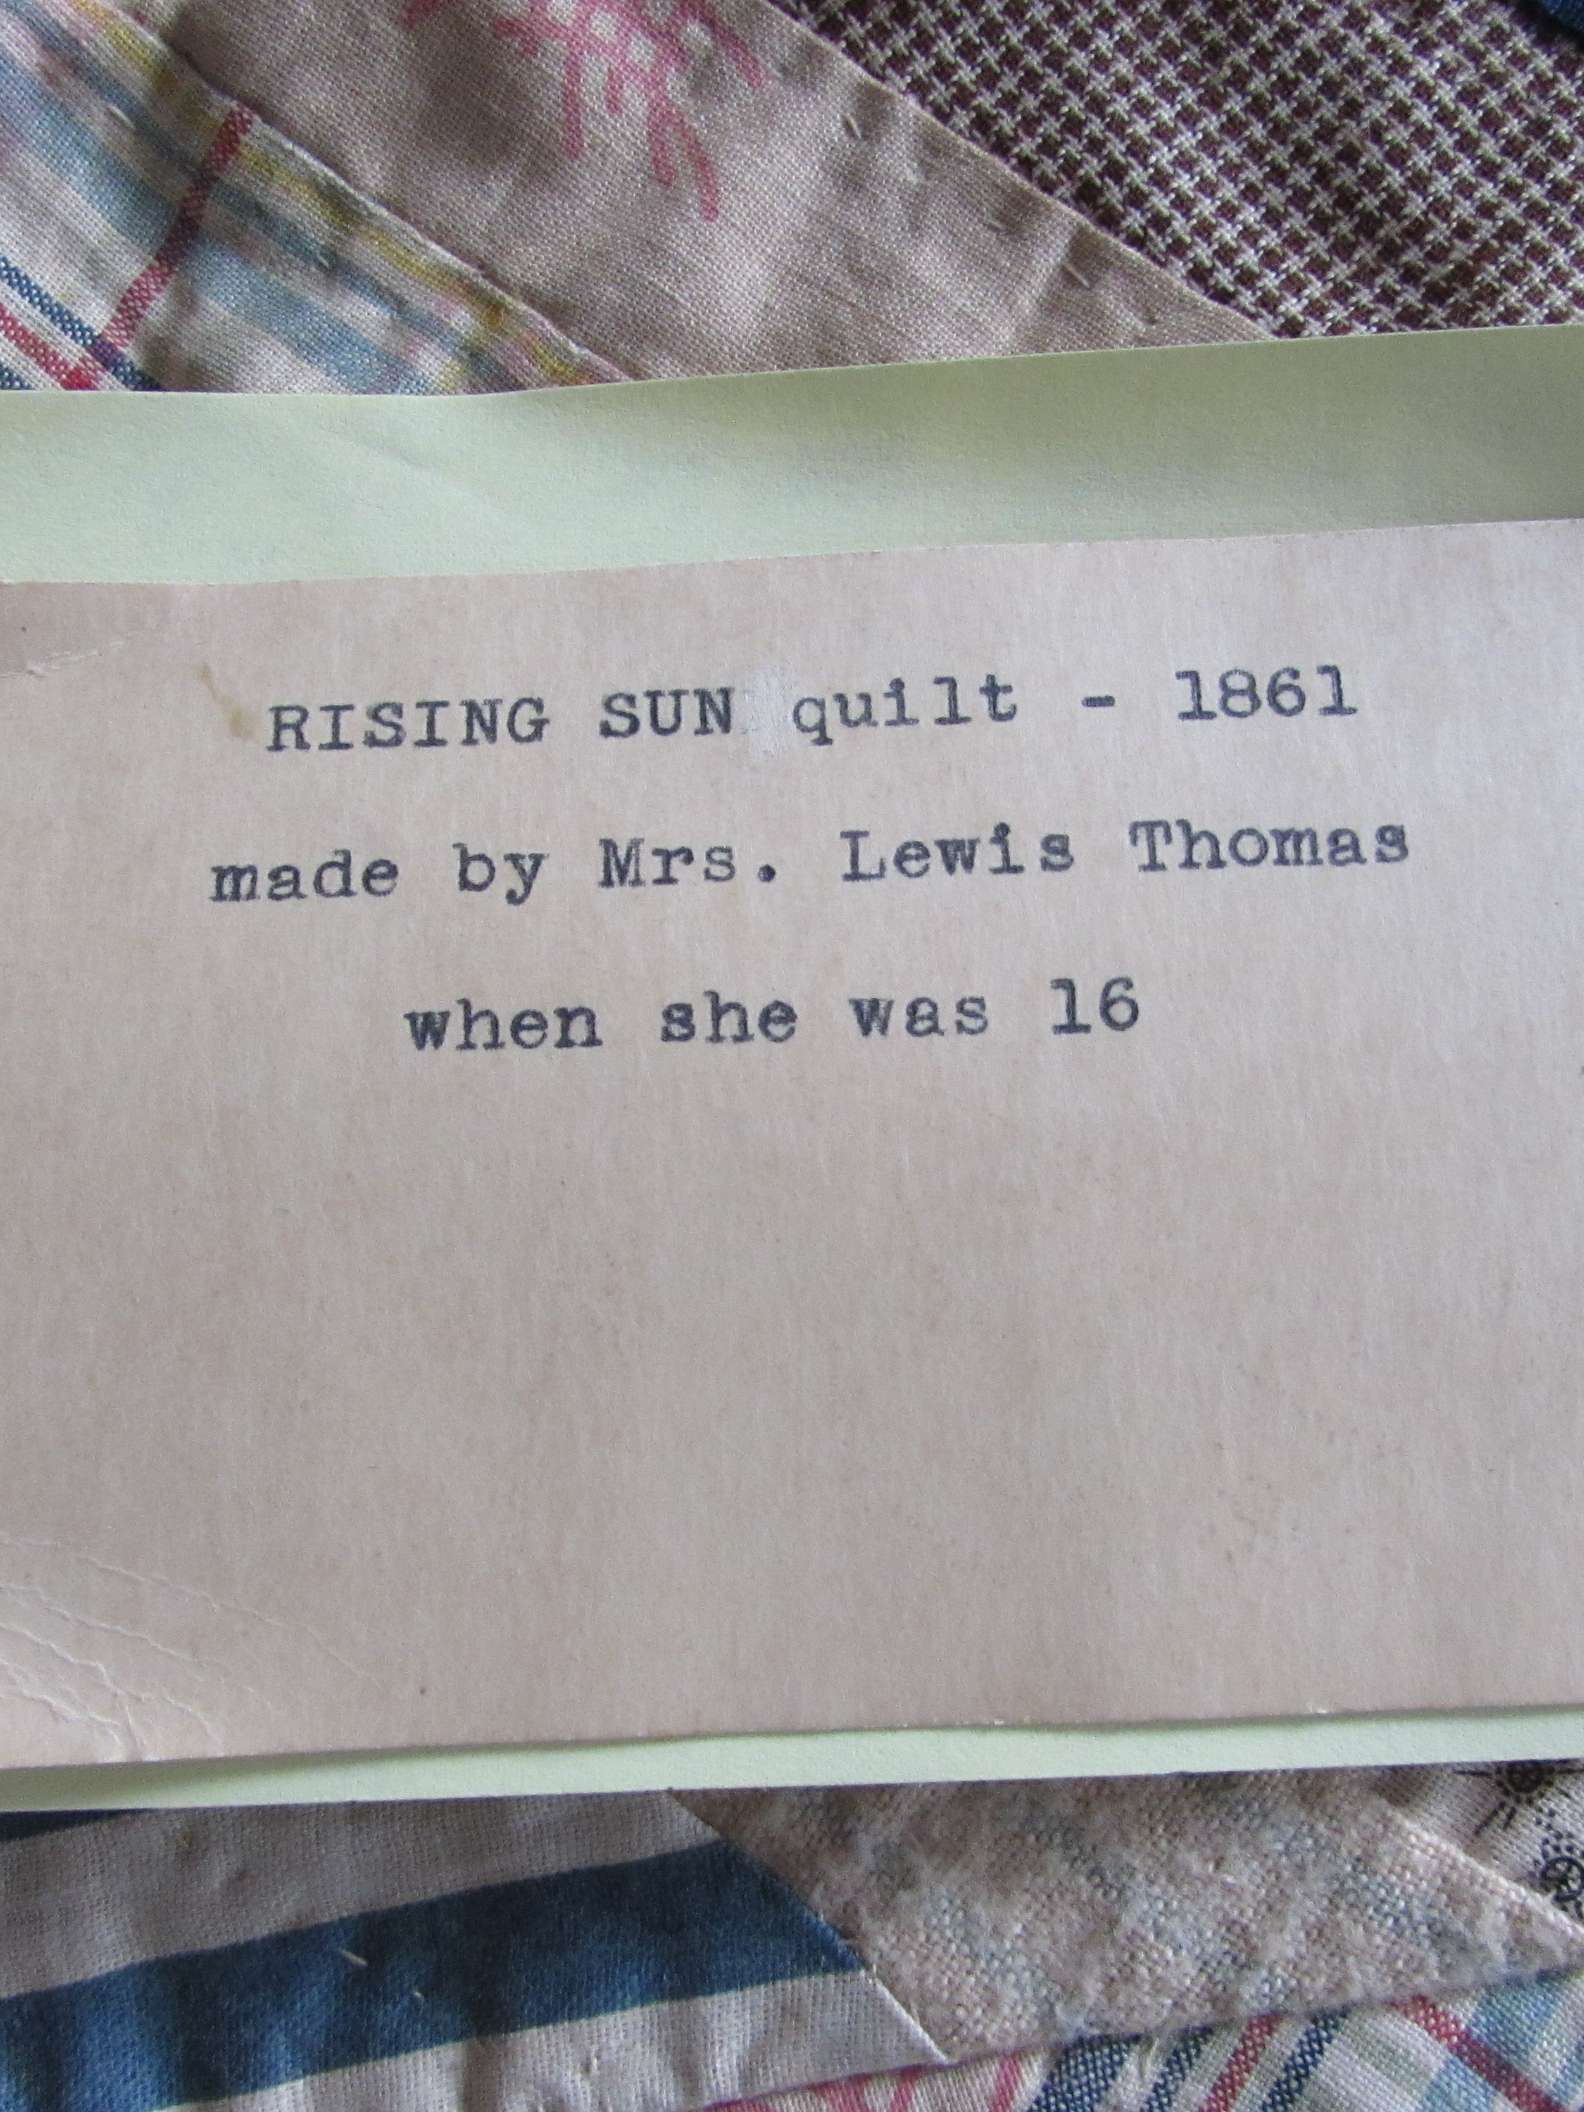 RISING SUN quilt - 1861
made by Mrs. Lewis Thomas
when she was 16